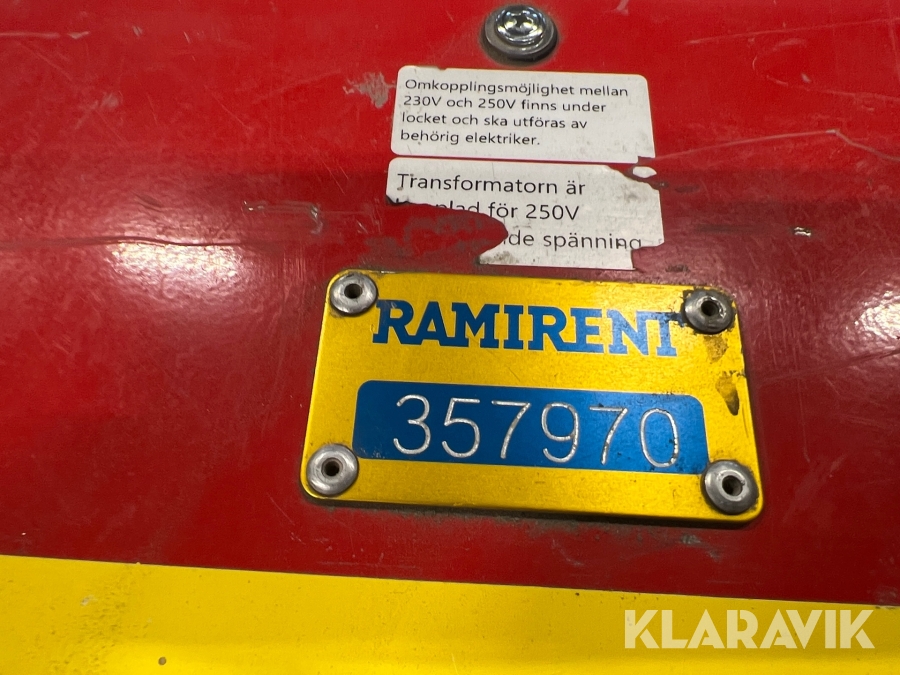 Omkopplingsmöjlighet mellan
230V och 250V finns under
locket och ska utföras av
behörig elektriker.
Transformatorn är
för 250V
spänning
RAMIRENT
357970
KLARAVIK